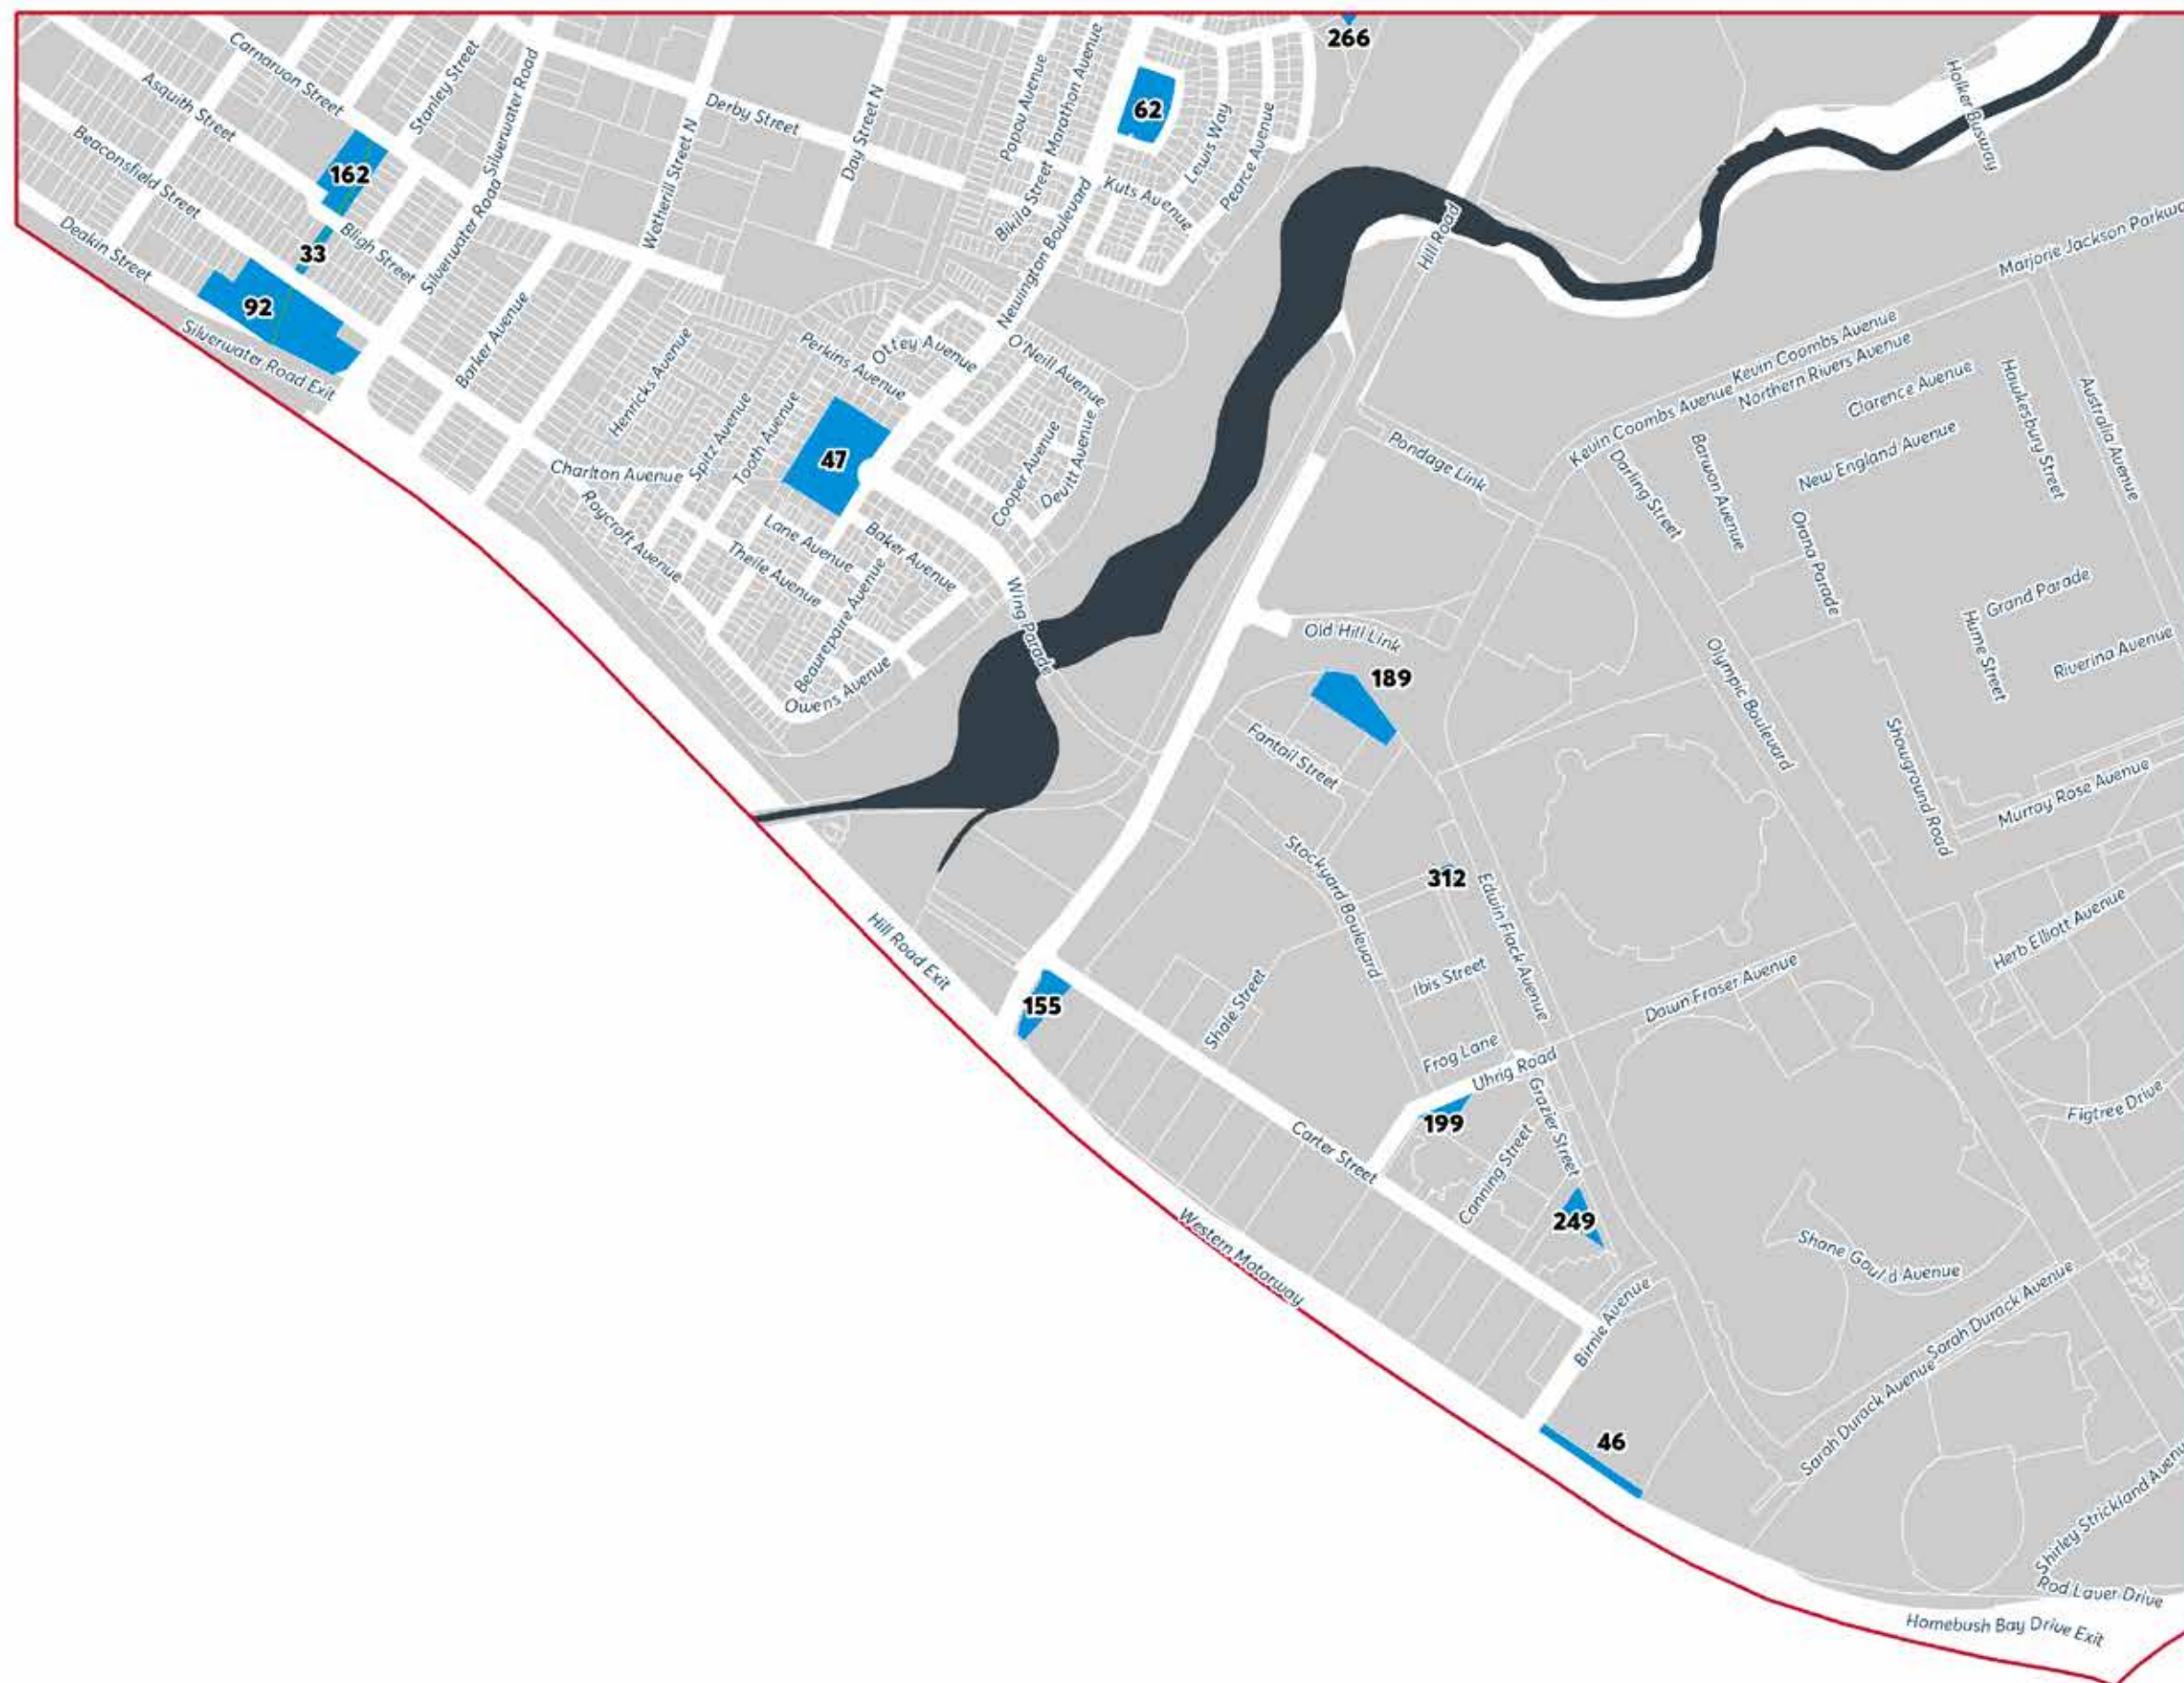 266
Carnarvon Street
Stanley Street
Silverwater Road
Popov Avenue
Marathon Avenue
Holker Busway
Asquith Street
Derby Street
Day Street N
62
Lewis Way
Pearce Avenue
Beaconsfield Street
162
Silverwater Road
Wetherill Street N
Bikila Street
Kuts Avenue
Hill Road
Deakin Street
33
Bligh Street
Silverwater Road
Newington Boulevard
Marjorie Jackson
92
Silverwater Road Exit
Barker Avenue
Henricks Avenue
Perkins Avenue
Ottey Avenue
O'Neill Avenue
Kevin Coombs Avenue
Northern Rivers Avenue
Kevin Coombs Avenue
Clarence Avenue
Hawkesbury Street
Australia Avenue
Spitz Avenue
Tooth Avenue
47
Charlton Avenue
Cooper Avenue
Devitt Avenue
Pondage Link
Darling Street
Barwon Avenue
New England Avenue
Roycroft Avenue
Lane Avenue
Baker Avenue
Theile Avenue
Beaurepaire Avenue
Orana Parade
Grand Parade
Hume Street
Riverina Avenue
Wing Parade
Owens Avenue
Old Hill Link
189
Fantail Street
Olympic Boulevard
Showground Road
Murray Rose Avenue
Stockyard Boulevard
312
Edwin Flack Avenue
Hill Road Exit
Herb Elliott Avenue
155
Shale Street
Ibis Street
Dawn Fraser Avenue
Frog Lane
Uhrig Road
Figtree Drive
199
Grazier Street
Carter Street
Canning Street
249
Western Motorway
Shane Gould Avenue
Birnie Avenue
Sarah Durack Avenue
Sarah Durack Avenue
46
Shirley Strickland
Rod Laver Drive
Homebush Bay Drive Exit